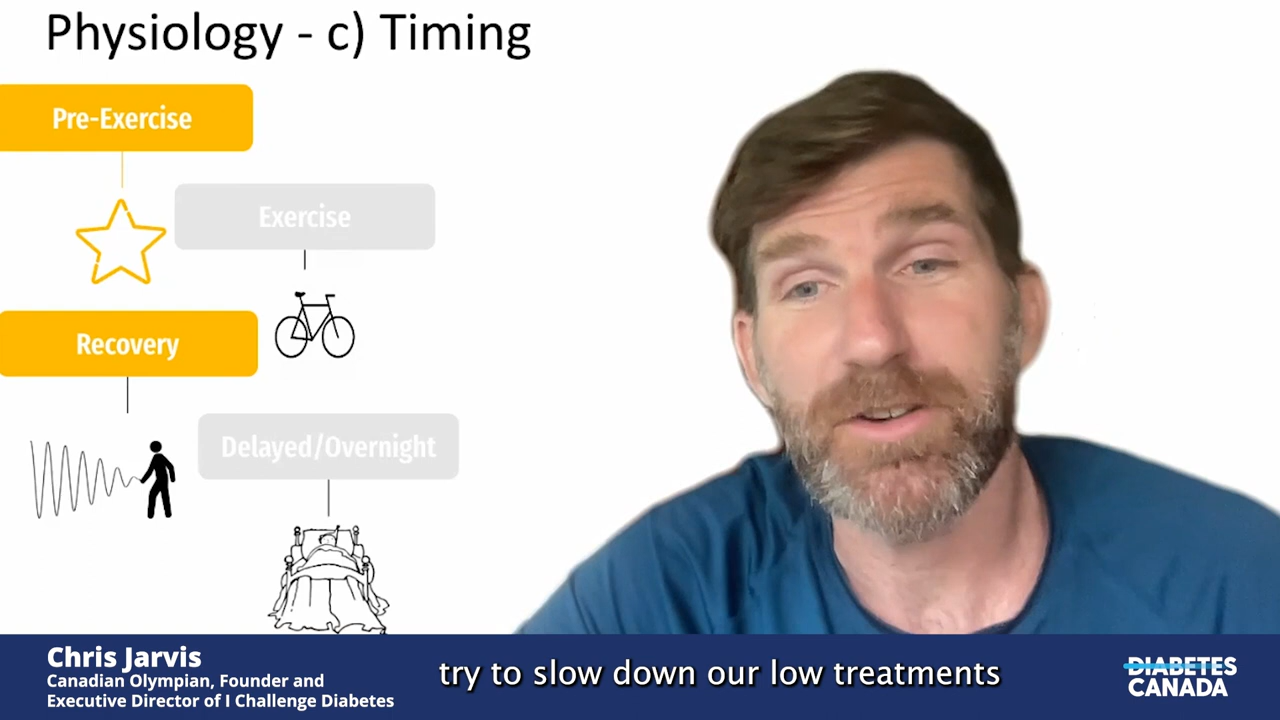 Physiology - c) Timing
Pre-Exercise
Exercise
Recovery
Delayed/Overnight
Chris Jarvis
Canadian Olympian, Founder and
Executive Director of I Challenge Diabetes
try to slow down our low treatments
DIABETES
CANADA